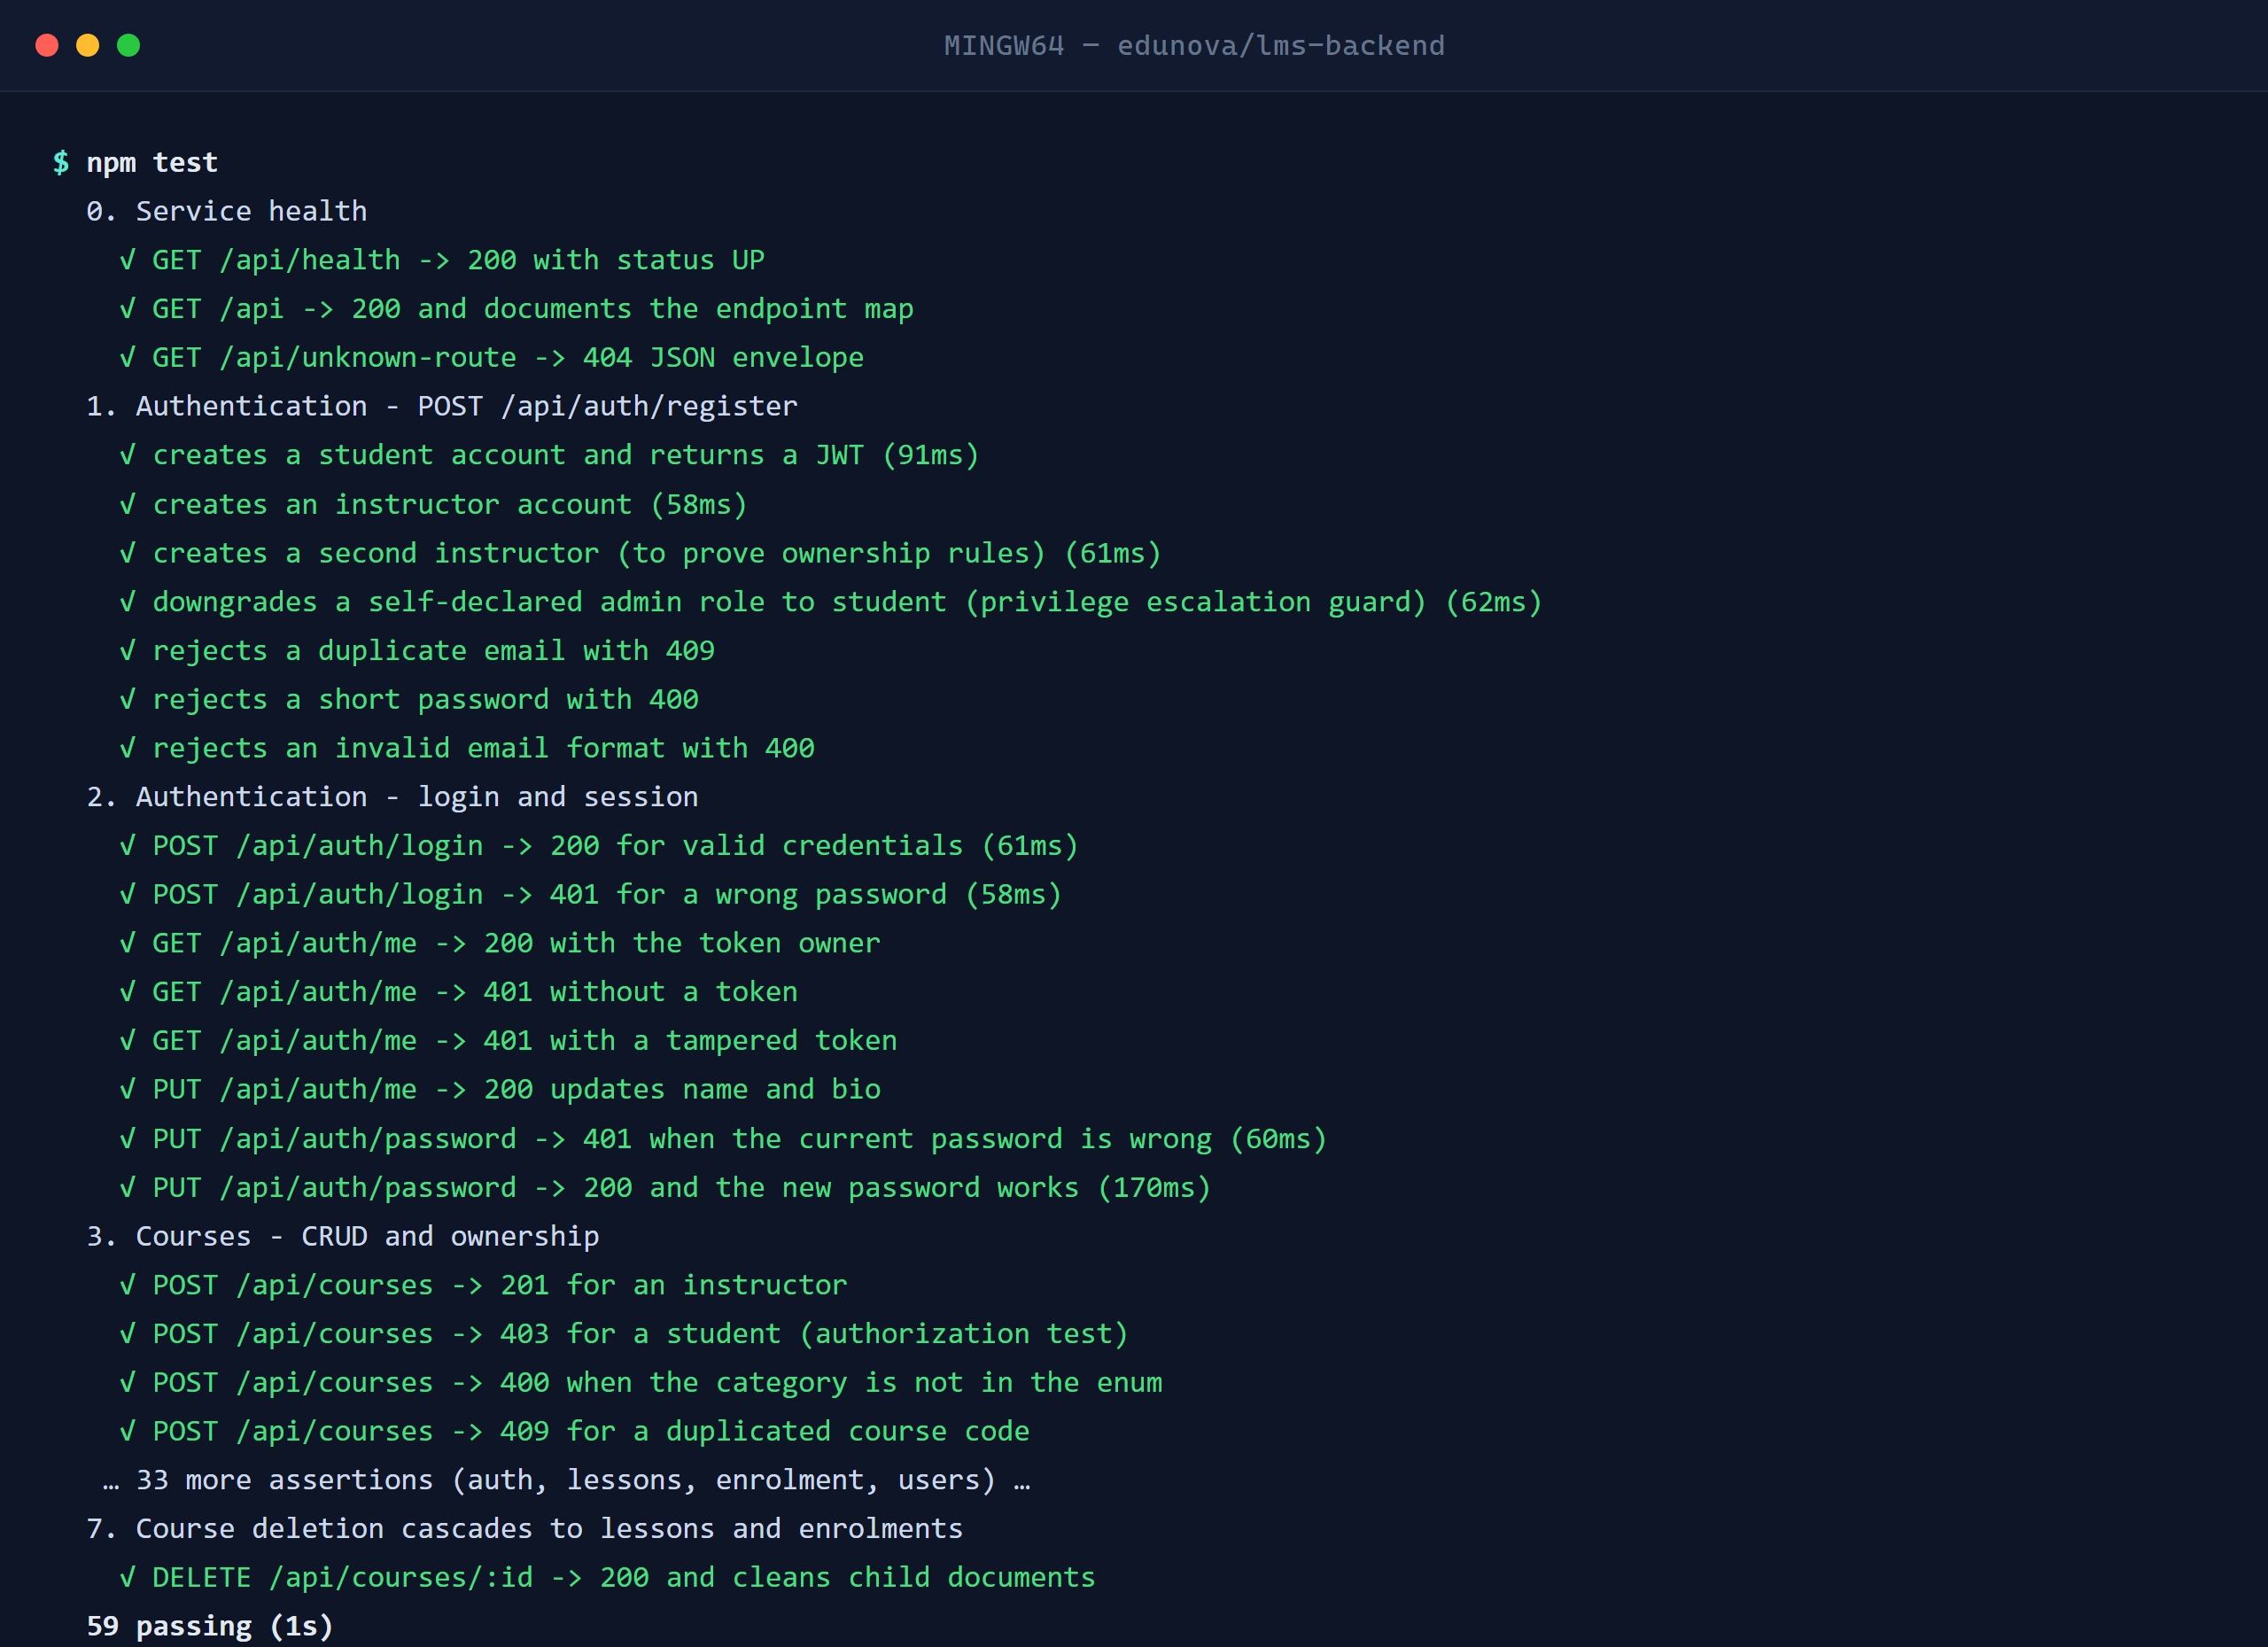 MINGW64 — edunova/lms-backend
$ npm test
0. Service health
√ GET /api/health -> 200 with status UP
√ GET /api -> 200 and documents the endpoint map
√ GET /api/unknown-route -> 404 JSON envelope
1. Authentication - POST /api/auth/register
√ creates a student account and returns a JWT (91ms)
√ creates an instructor account (58ms)
√ creates a second instructor (to prove ownership rules) (61ms)
√ downgrades a self-declared admin role to student (privilege escalation guard) (62ms)
√ rejects a duplicate email with 409
√ rejects a short password with 400
√ rejects an invalid email format with 400
2. Authentication - login and session
√ POST /api/auth/login -> 200 for valid credentials (61ms)
√ POST /api/auth/login -> 401 for a wrong password (58ms)
√ GET /api/auth/me -> 200 with the token owner
√ GET /api/auth/me -> 401 without a token
√ GET /api/auth/me -> 401 with a tampered token
√ PUT /api/auth/me -> 200 updates name and bio
√ PUT /api/auth/password -> 401 when the current password is wrong (60ms)
√ PUT /api/auth/password -> 200 and the new password works (170ms)
3. Courses - CRUD and ownership
√ POST /api/courses -> 201 for an instructor
√ POST /api/courses -> 403 for a student (authorization test)
√ POST /api/courses -> 400 when the category is not in the enum
√ POST /api/courses -> 409 for a duplicated course code
… 33 more assertions (auth, lessons, enrolment, users) …
7. Course deletion cascades to lessons and enrolments
√ DELETE /api/courses/:id -> 200 and cleans child documents
59 passing (1s)